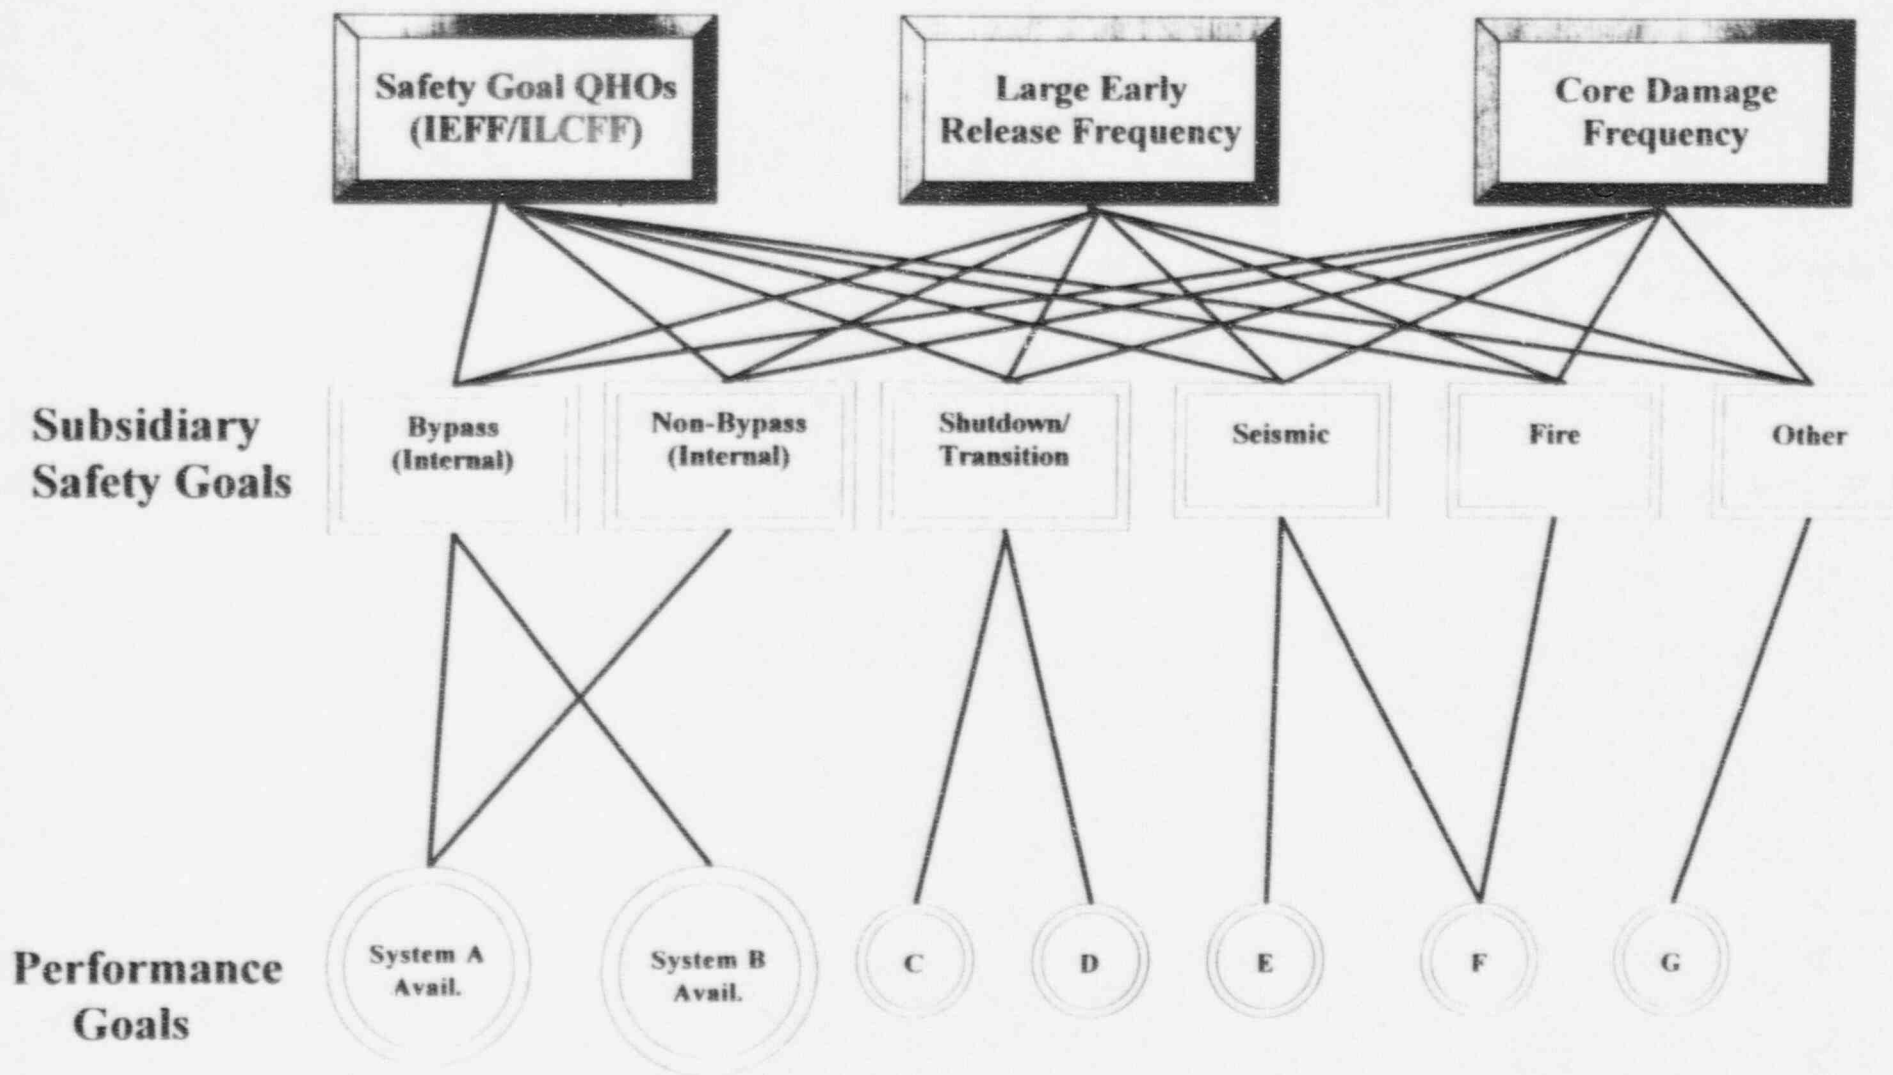 Safety Goal QHOs
(IEFF/ILCFF)
Large Early
Release Frequency
Core Damage
Frequency
Subsidiary
Safety Goals
Bypass
(Internal)
Non-Bypass
(Internal)
Shutdown/
Transition
Seismic
Fire
Other
Performance
Goals
System A
Avail.
System B
Avail.
C
D
E
F
G